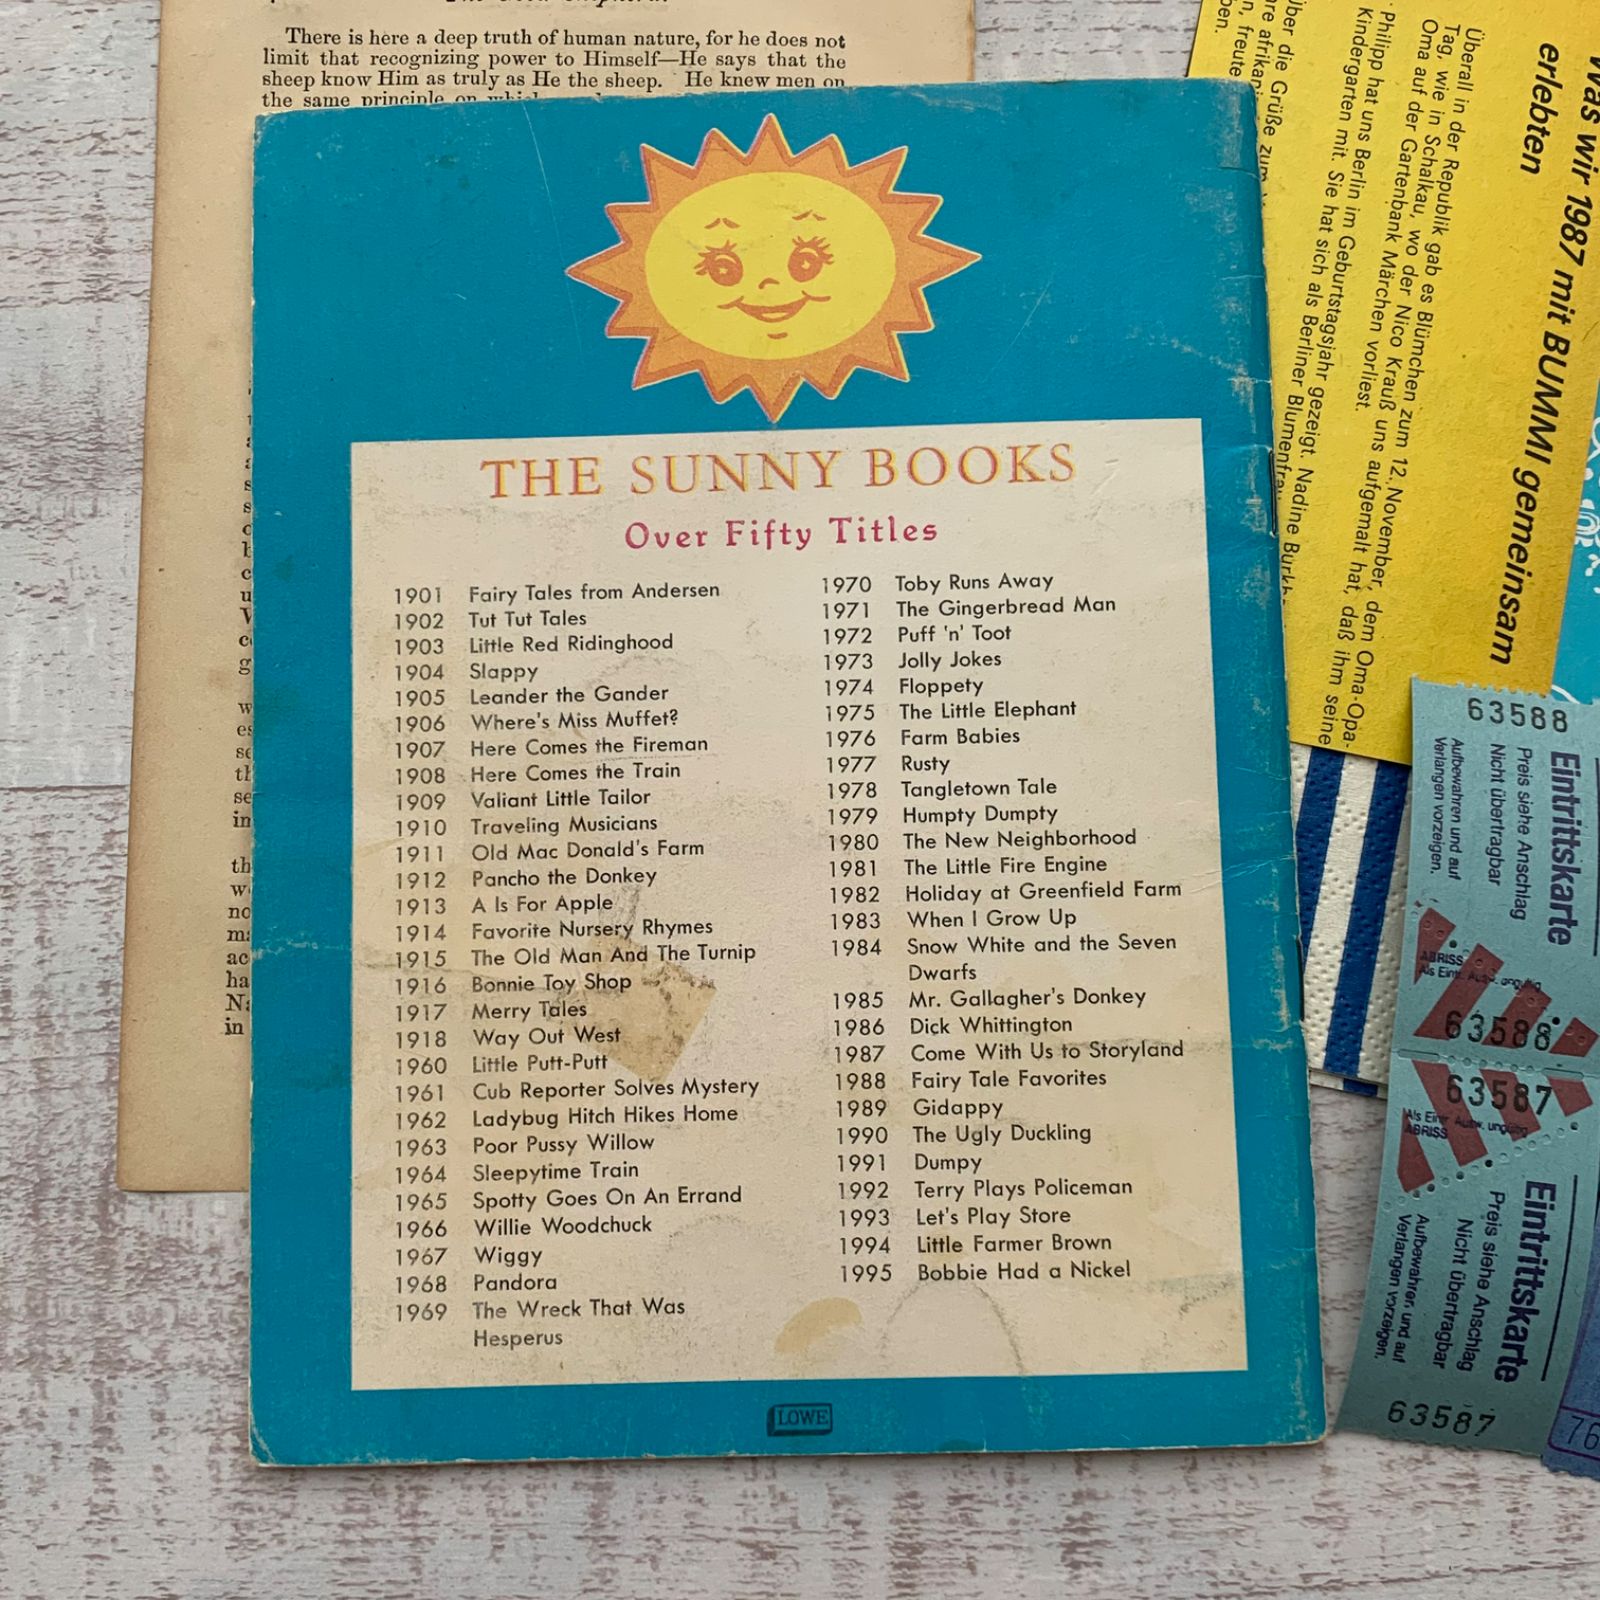 There is here a deep truth of human nature, for he does not
limit that recognizing power to Himself—He says that the
sheep know Him as truly as He the sheep. He knew men on
the same principle on
THE SUNNY BOOKS
Over Fifty Titles
1901 Fairy Tales from Andersen
1902 Tut Tut Tales
1903 Little Red Ridinghood
1904 Slappy
1905 Leander the Gander
1906 Where's Miss Muffet?
1907 Here Comes the Fireman
1908 Here Comes the Train
1909 Valiant Little Tailor
1910 Traveling Musicians
1911 Old Mac Donald's Farm
1912 Pancho the Donkey
1913 A Is For Apple
1914 Favorite Nursery Rhymes
1915 The Old Man And The Turnip
1916 Bonnie Toy Shop
1917 Merry Tales
1918 Way Out West
1960 Little Putt-Putt
1961 Cub Reporter Solves Mystery
1962 Ladybug Hitch Hikes Home
1963 Poor Pussy Willow
1964 Sleepytime Train
1965 Spotty Goes On An Errand
1966 Willie Woodchuck
1967 Wiggy
1968 Pandora
1969 The Wreck That Was
Hesperus
1970 Toby Runs Away
1971 The Gingerbread Man
1972 Puff 'n' Toot
1973 Jolly Jokes
1974 Floppety
1975 The Little Elephant
1976 Farm Babies
1977 Rusty
1978 Tangletown Tale
1979 Humpty Dumpty
1980 The New Neighborhood
1981 The Little Fire Engine
1982 Holiday at Greenfield Farm
1983 When I Grow Up
1984 Snow White and the Seven
Dwarfs
1985 Mr. Gallagher's Donkey
1986 Dick Whittington
1987 Come With Us to Storyland
1988 Fairy Tale Favorites
1989 Gidappy
1990 The Ugly Duckling
1991 Dumpy
1992 Terry Plays Policeman
1993 Let's Play Store
1994 Little Farmer Brown
1995 Bobbie Had a Nickel
LOWE
Was wir 1987 mit BUMMI gemeinsam
erlebten
Überall in der Republik gab es Blümchen zum 12. November, dem Oma-Opa-
Tag, wie in Schalkau, wo der Nico Krauß uns aufgemalt hat, daß ihm seine
Oma auf der Gartenbank Märchen vorliest.
Philipp hat uns Berlin im Geburtstagsjahr gezeigt. Nadine
Kindergarten mit. Sie hat sich als Berliner
Über die Grüße
freute
63588
Eintrittskarte
Preis siehe Anschlag
Nicht übertragbar
Aufbewahren und auf
Verlangen vorzeigen.
ABRISS
63588
63587
ABRISS
Eintrittskarte
Preis siehe Anschlag
Nicht übertragbar
Aufbewahren und auf
Verlangen vorzeigen.
63587
76